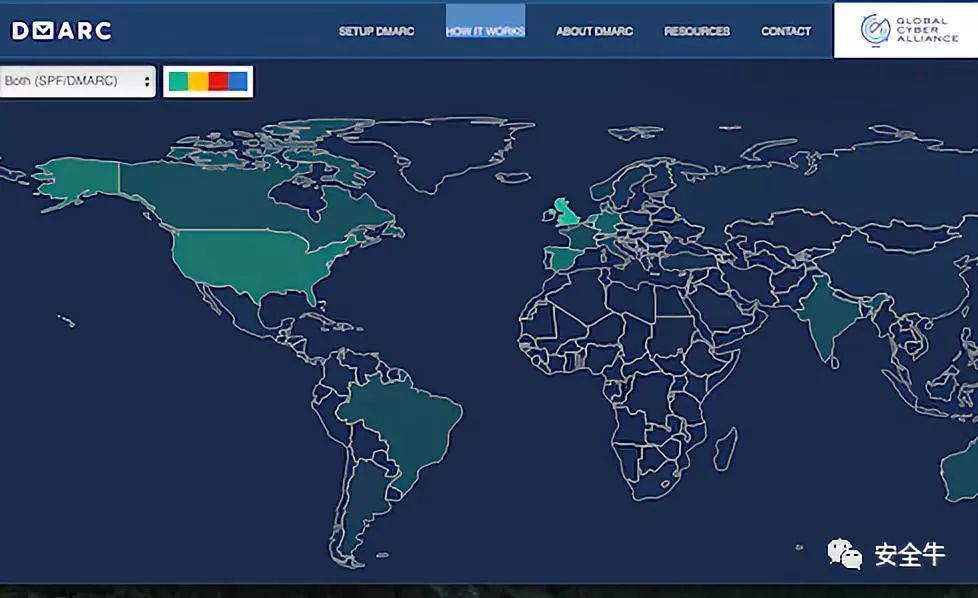 DMARC
SETUP DMARC
HOW IT WORKS
ABOUT DMARC
RESOURCES
CONTACT
GLOBAL
CYBER
ALLIANCE
Both (SPF/DMARC)
安全牛